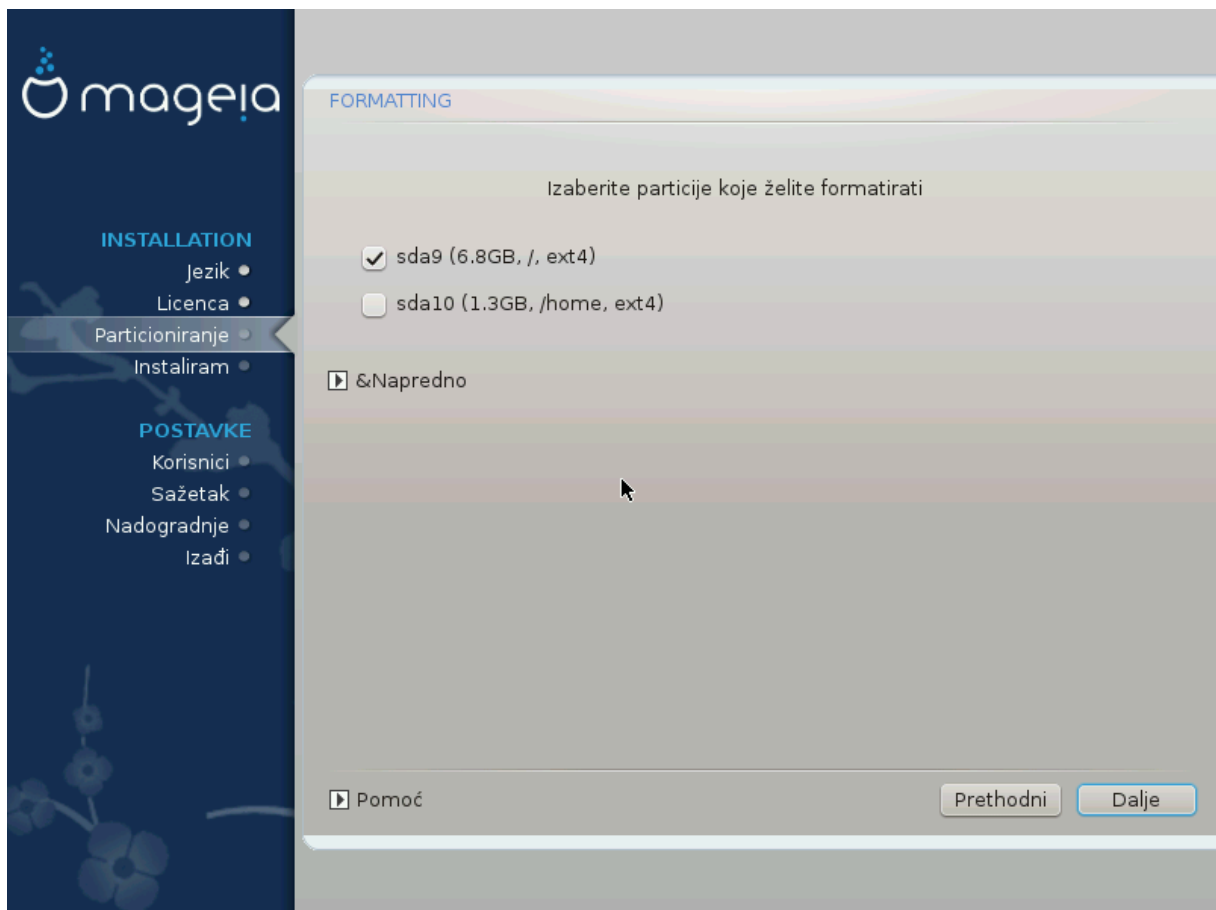 mageia
INSTALLATION
Jezik
Licenca
Particioniranje
Instaliram
POSTAVKE
Korisnici
Sažetak
Nadogradnje
Izađi
FORMATTING
Izaberite particije koje želite formatirati
sda9 (6.8GB, /, ext4)
sda10 (1.3GB, /home, ext4)
&Napredno
Pomoć
Prethodni
Dalje